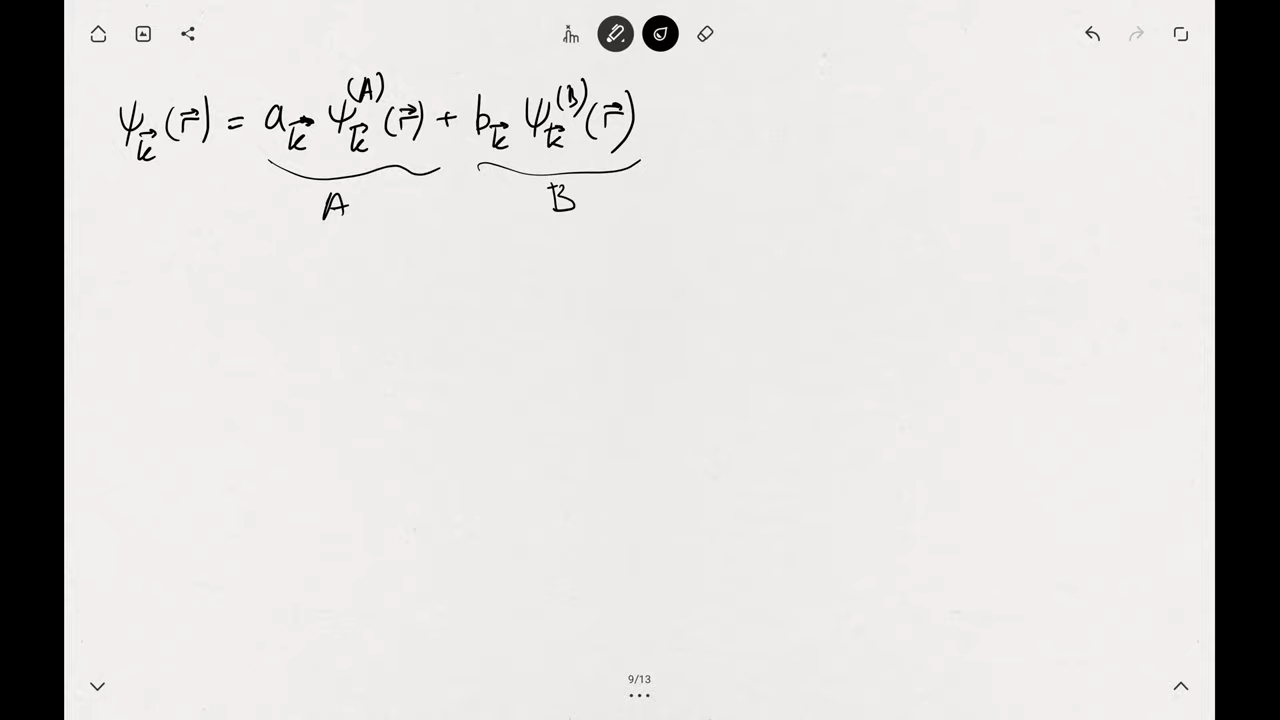 ψ_k⃗(r⃗) = a_k⃗ ψ_k⃗^(A)(r⃗) + b_k⃗ ψ_k⃗^(B)(r⃗)
A B
9/13